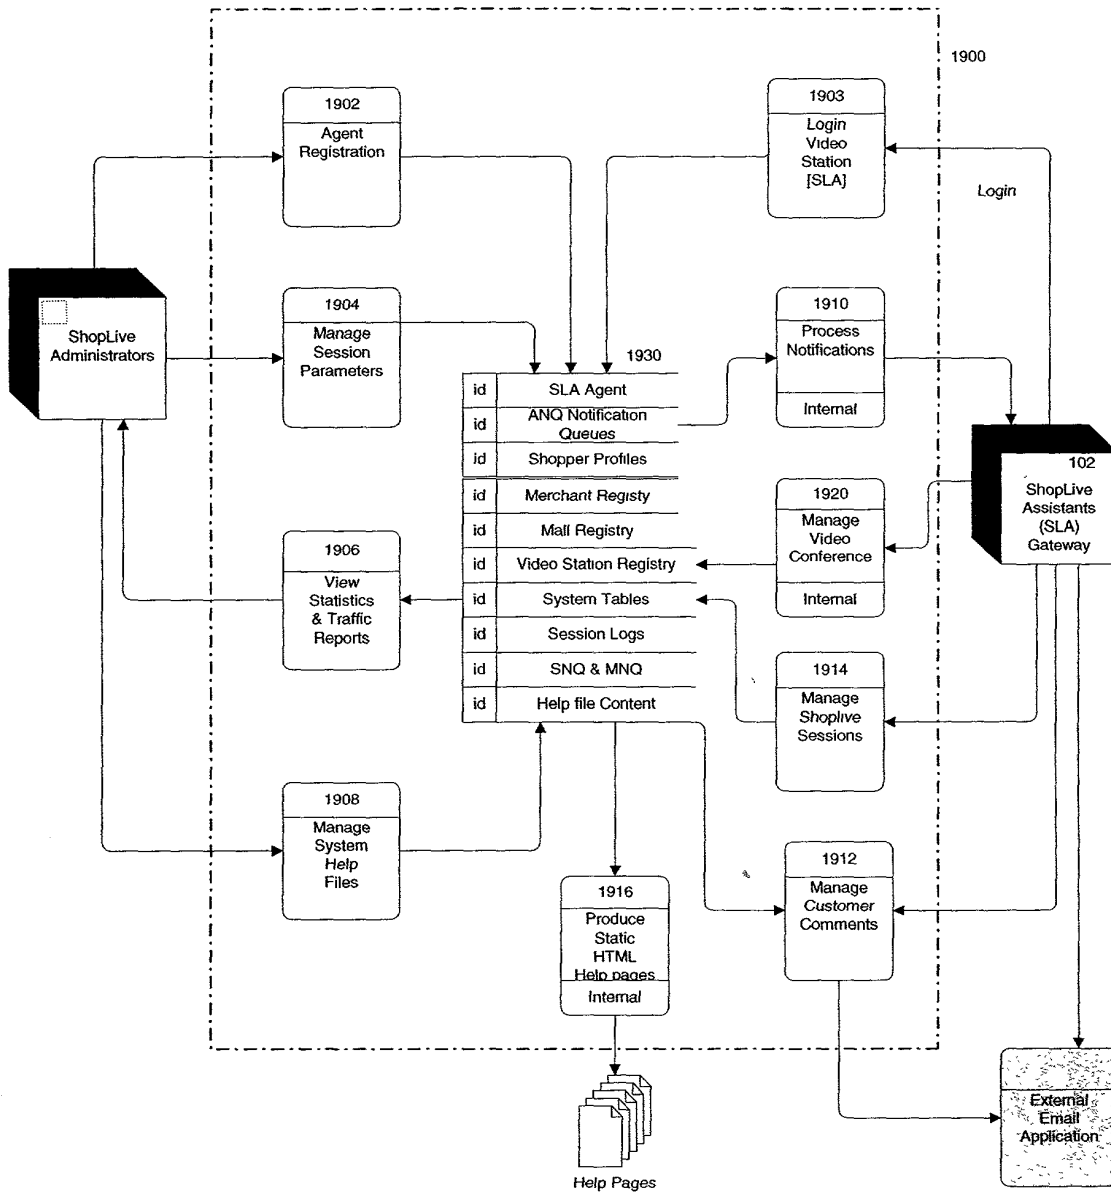 1900
1902
Agent
Registration
1903
Login
Video
Station
[SLA]
Login
ShopLive
Administrators
1904
Manage
Session
Parameters
1910
Process
Notifications
Internal
1930
id SLA Agent
id ANQ Notification
Queues
id Shopper Profiles
id Merchant Registy
id Mall Registry
id Video Station Registry
id System Tables
id Session Logs
id SNQ & MNQ
id Help file Content
102
ShopLive
Assistants
(SLA)
Gateway
1920
Manage
Video
Conference
Internal
1906
View
Statistics
& Traffic
Reports
1914
Manage
Shoplive
Sessions
1908
Manage
System
Help
Files
1912
Manage
Customer
Comments
1916
Produce
Static
HTML
Help pages
Internal
External
Email
Application
Help Pages